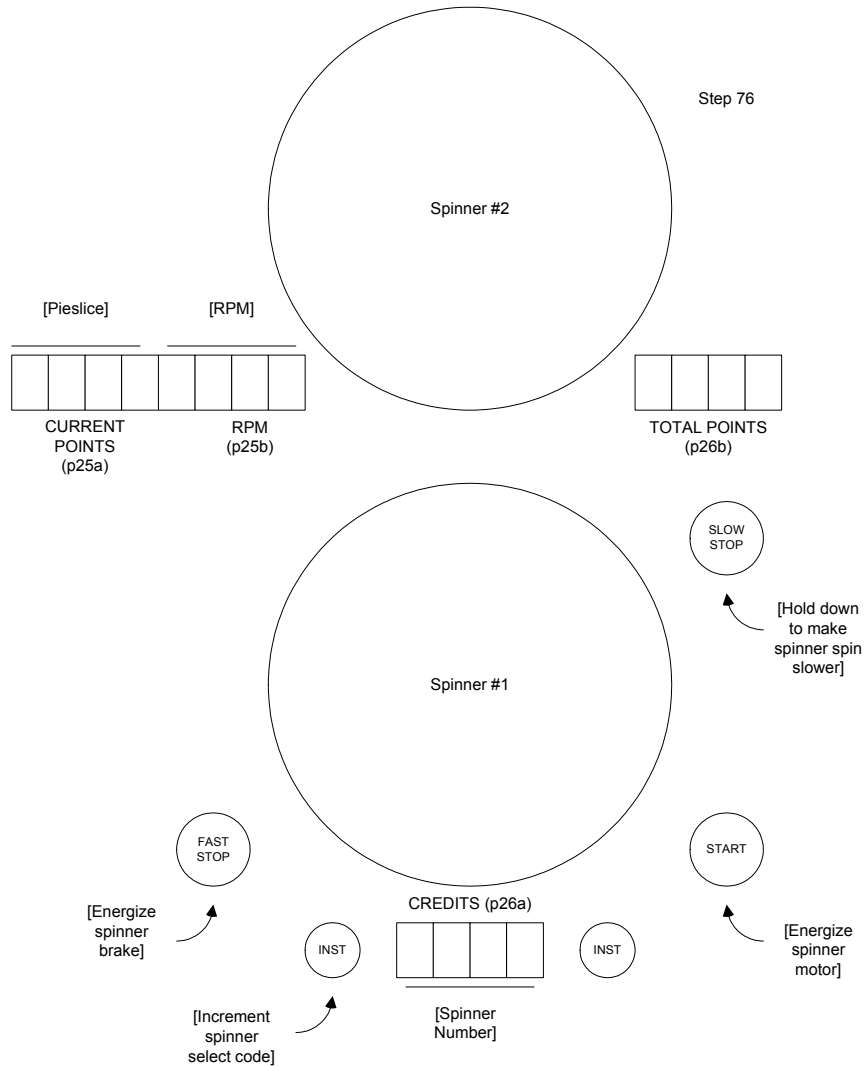 Step 76
Spinner #2
[Pieslice]
[RPM]
CURRENT
POINTS
(p25a)
RPM
(p25b)
TOTAL POINTS
(p26b)
SLOW
STOP
[Hold down
to make
spinner spin
slower]
Spinner #1
FAST
STOP
START
[Energize
spinner
brake]
CREDITS (p26a)
INST
INST
[Energize
spinner
motor]
[Increment
spinner
select code]
[Spinner
Number]